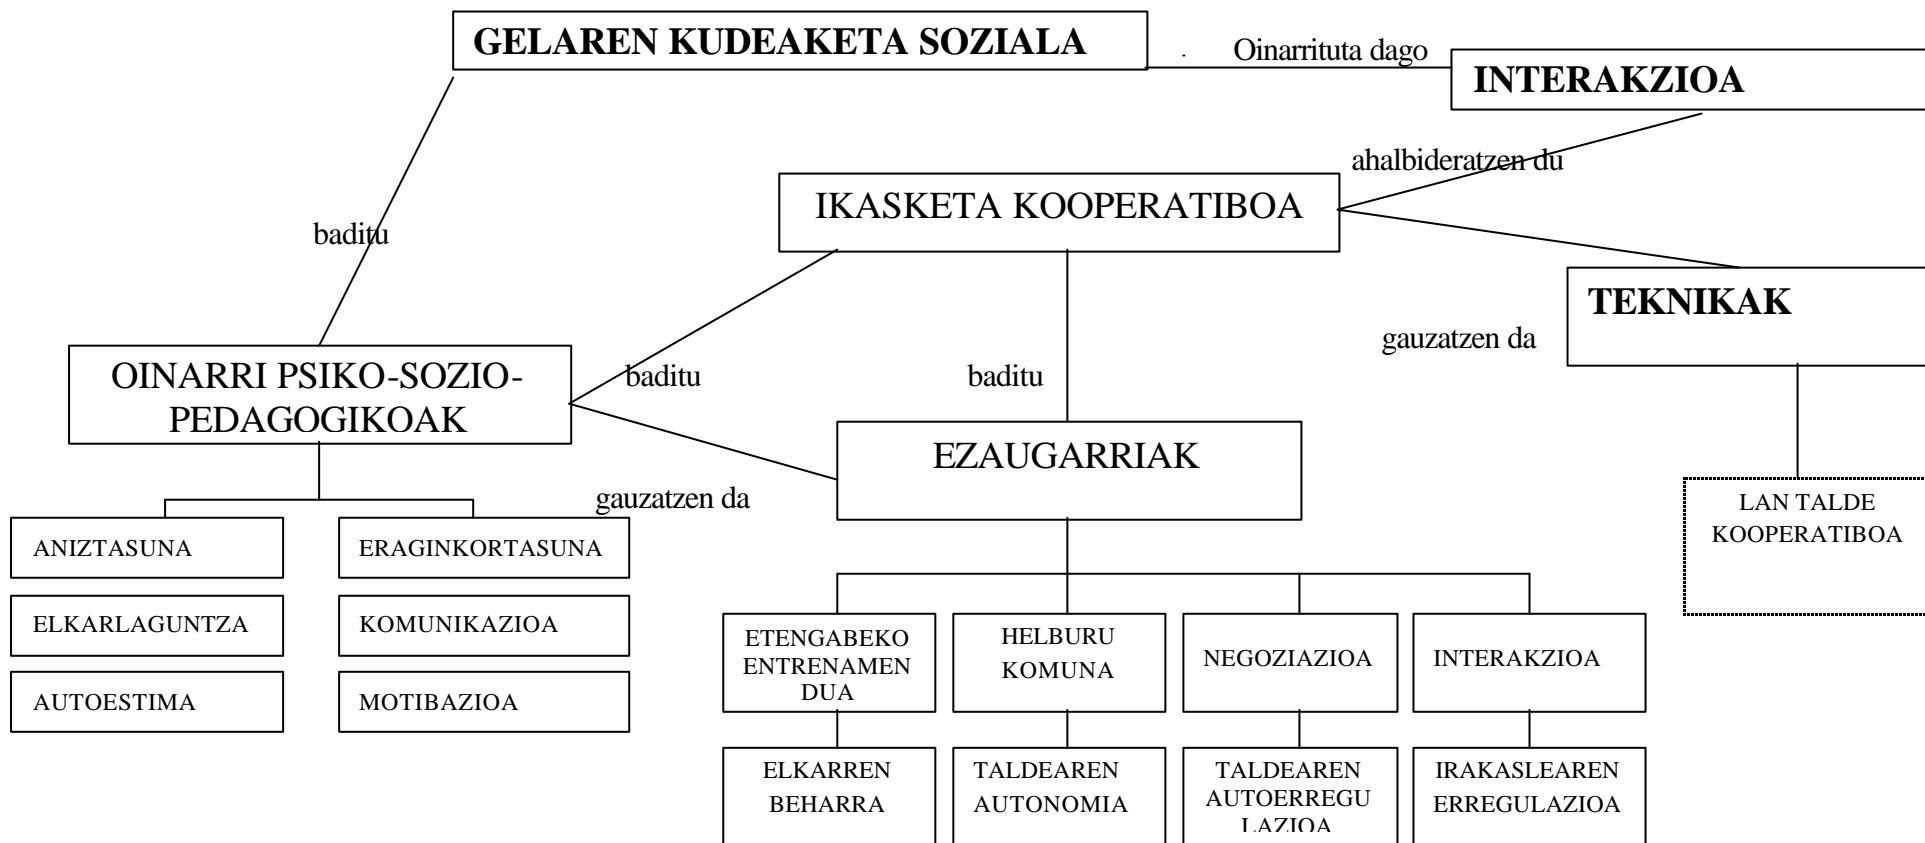 GELAREN KUDEAKETA SOZIALA
Oinarrituta dago
INTERAKZIOA
ahalbideratzen du
IKASKETA KOOPERATIBOA
baditu
TEKNIKAK
gauzatzen da
OINARRI PSIKO-SOZIO-
PEDAGOGIKOAK
baditu
baditu
EZAUGARRIAK
gauzatzen da
LAN TALDE
KOOPERATIBOA
ANIZTASUNA
ERAGINKORTASUNA
ELKARLAGUNTZA
KOMUNIKAZIOA
AUTOESTIMA
MOTIBAZIOA
ETENGABEKO
ENTRENAMEN
DUA
HELBURU
KOMUNA
NEGOZIAZIOA
INTERAKZIOA
ELKARREN
BEHARRA
TALDEAREN
AUTONOMIA
TALDEAREN
AUTOERREGU
LAZIOA
IRAKASLEAREN
ERREGULAZIOA